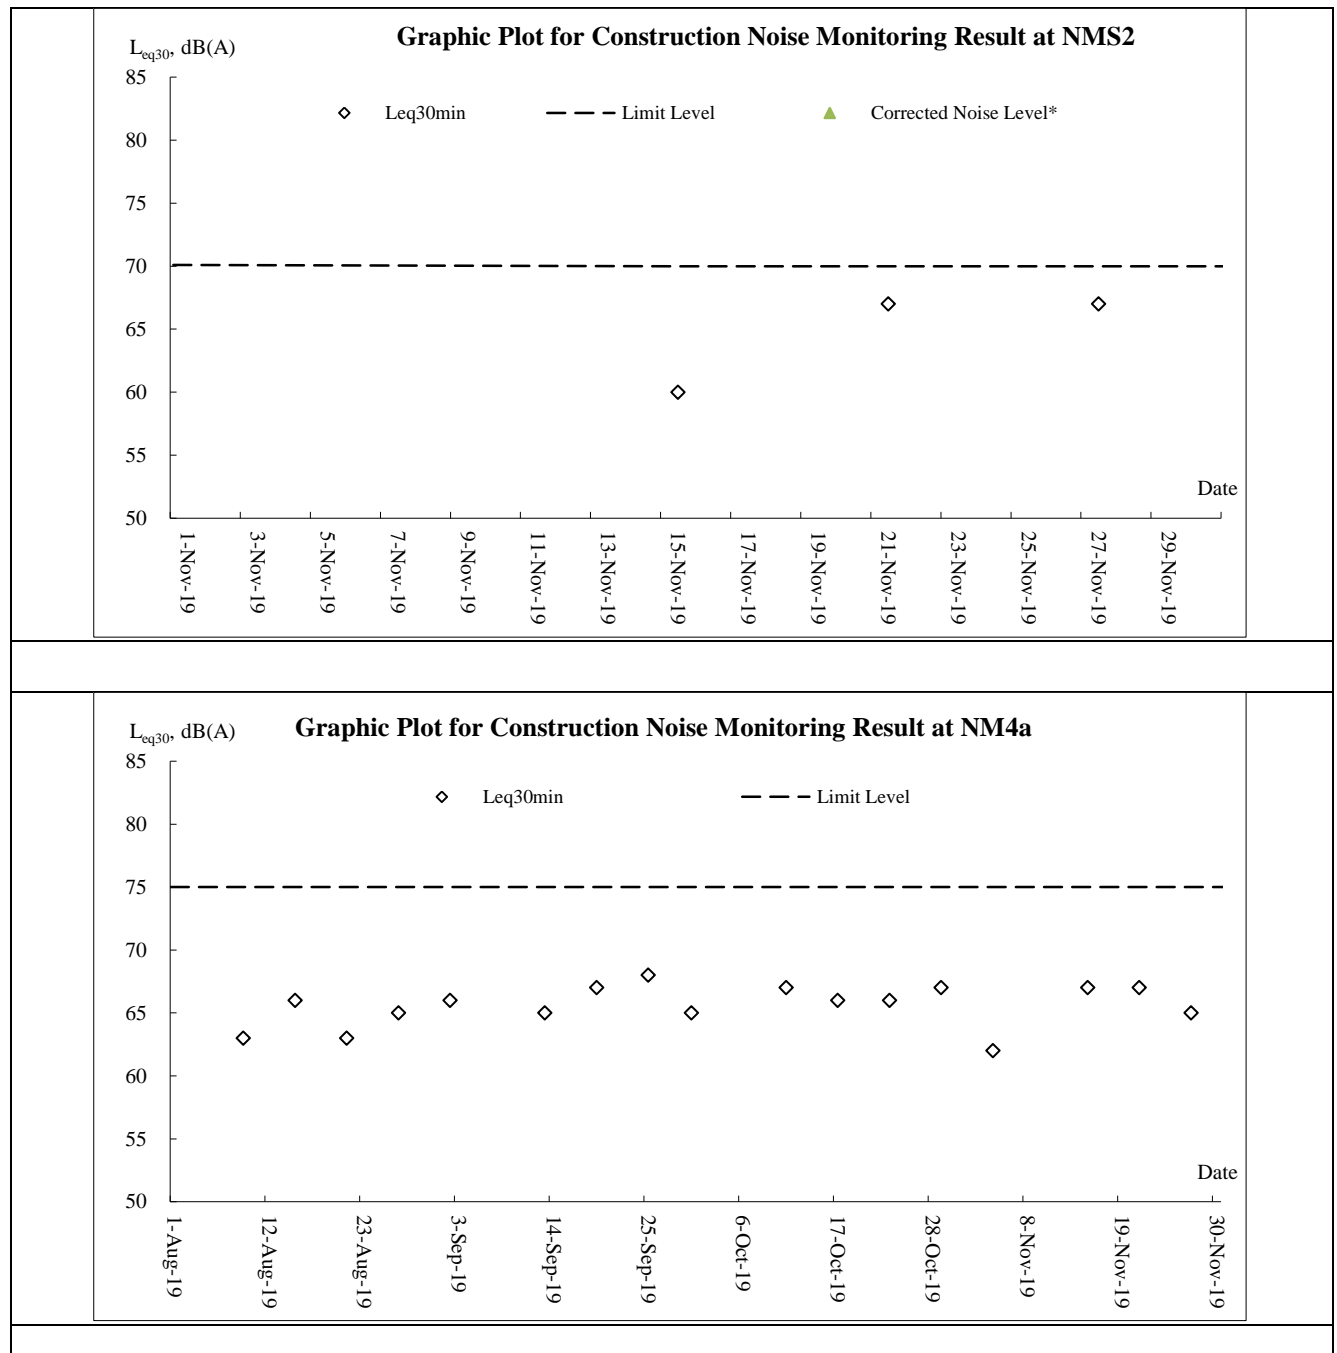 Graphic Plot for Construction Noise Monitoring Result at NMS2
Leq30, dB(A)
Leq30min
Limit Level
Corrected Noise Level*
85
80
75
70
65
60
55
50
Date
1-Nov-19
3-Nov-19
5-Nov-19
7-Nov-19
9-Nov-19
11-Nov-19
13-Nov-19
15-Nov-19
17-Nov-19
19-Nov-19
21-Nov-19
23-Nov-19
25-Nov-19
27-Nov-19
29-Nov-19
Graphic Plot for Construction Noise Monitoring Result at NM4a
Leq30, dB(A)
Leq30min
Limit Level
85
80
75
70
65
60
55
50
Date
1-Aug-19
12-Aug-19
23-Aug-19
3-Sep-19
14-Sep-19
25-Sep-19
6-Oct-19
17-Oct-19
28-Oct-19
8-Nov-19
19-Nov-19
30-Nov-19